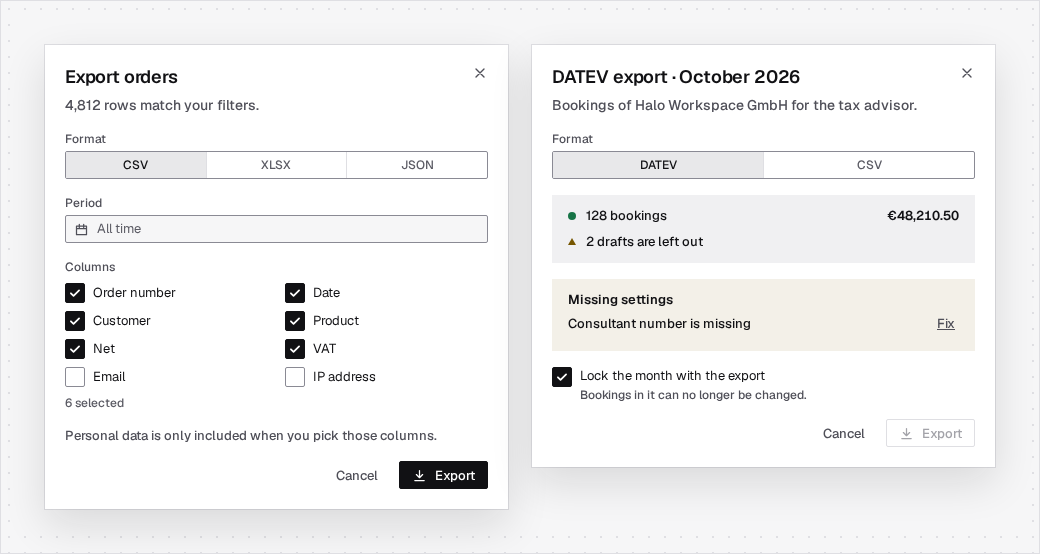 Export orders
4,812 rows match your filters.
Format
CSV XLSX JSON
Period
All time
Columns
Order number Date
Customer Product
Net VAT
Email IP address
6 selected
Personal data is only included when you pick those columns.
Cancel Export
DATEV export · October 2026
Bookings of Halo Workspace GmbH for the tax advisor.
Format
DATEV CSV
128 bookings €48,210.50
2 drafts are left out
Missing settings
Consultant number is missing Fix
Lock the month with the export
Bookings in it can no longer be changed.
Cancel Export